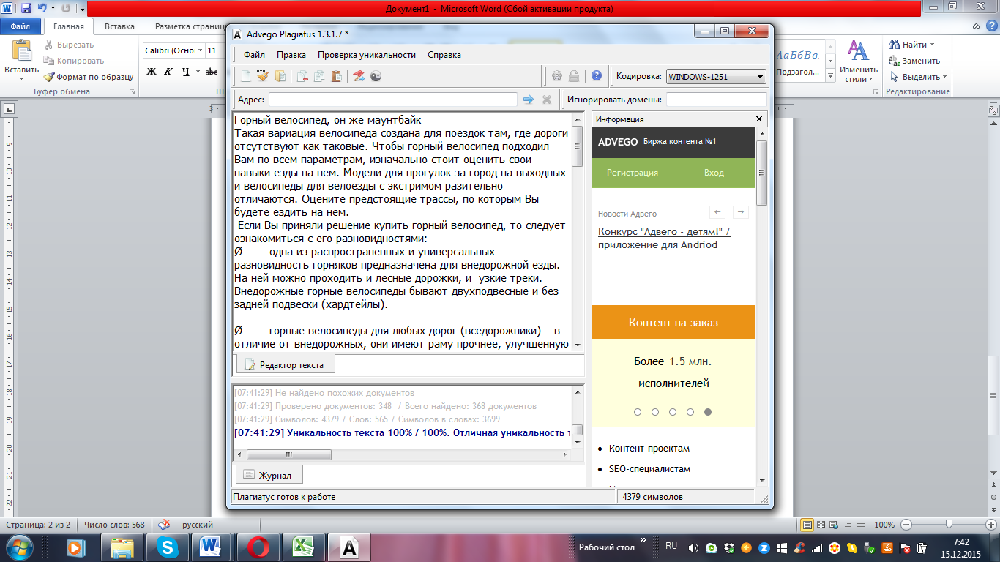 Документ1 - Microsoft Word (Сбой активации продукта)
Файл
Главная
Вставка
Разметка страниц
Вставить
Вырезать
Копировать
Формат по образцу
Буфер обмена
Calibri (Осно
11
Ж К Ч abc
АаБбВв
Подзагол...
Изменить
стили
Найти
Заменить
Выделить
Редактирование
Advego Plagiatus 1.3.1.7 *
Файл Правка Проверка уникальности Справка
Кодировка: WINDOWS-1251
Адрес:
Игнорировать домены:
Горный велосипед, он же маунтбайк
Такая вариация велосипеда создана для поездок там, где дороги
отсутствуют как таковые. Чтобы горный велосипед подходил
Вам по всем параметрам, изначально стоит оценить свои
навыки езды на нем. Модели для прогулок за город на выходных
и велосипеды для велоезды с экстримом разительно
отличаются. Оцените предстоящие трассы, по которым Вы
будете ездить на нем.
Если Вы приняли решение купить горный велосипед, то следует
ознакомиться с его разновидностями:
Ø одна из распространенных и универсальных
разновидность горняков предназначена для внедорожной езды.
На ней можно проходить и лесные дорожки, и узкие треки.
Внедорожные горные велосипеды бывают двухподвесные и без
задней подвески (хардтейлы).
Ø горные велосипеды для любых дорог (вседорожники) – в
отличие от внедорожных, они имеют раму прочнее, улучшенную
Редактор текста
[07:41:29] Не найдено похожих документов
[07:41:29] Проверено документов: 348 / Всего найдено: 368 документов
[07:41:29] Символов: 4379 / Слов: 565 / Символов в словах: 3699
[07:41:29] Уникальность текста 100% / 100%. Отличная уникальность т
Журнал
Плагиатус готов к работе
4379 символов
Информация
ADVEGO Биржа контента №1
Регистрация Вход
Новости Адвего
Конкурс "Адвего - детям!" /
приложение для Andriod
Контент на заказ
Более 1.5 млн.
исполнителей
Контент-проектам
SEO-специалистам
Страница: 2 из 2
Число слов: 568
русский
100%
Рабочий стол
RU
7:42
15.12.2015